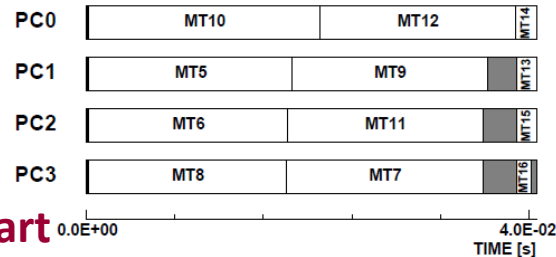 PC0 MT10 MT12 MT14
PC1 MT5 MT9 MT13
PC2 MT6 MT11 MT15
PC3 MT8 MT7 MT16
art 0.0E+00 4.0E-02
TIME [s]